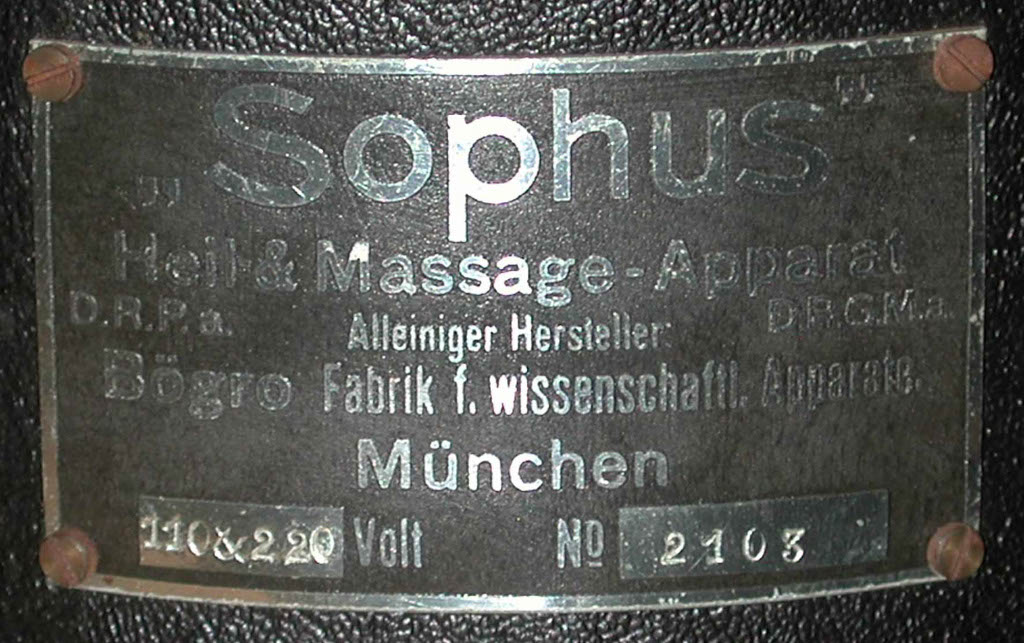 „Sophus”
Heil-& Massage-Apparat
D.R.P.a. D.R.G.M.a.
Alleiniger Hersteller:
Bögro Fabrik f. wissenschaftl. Apparate.
München
110&220 Volt No 2103